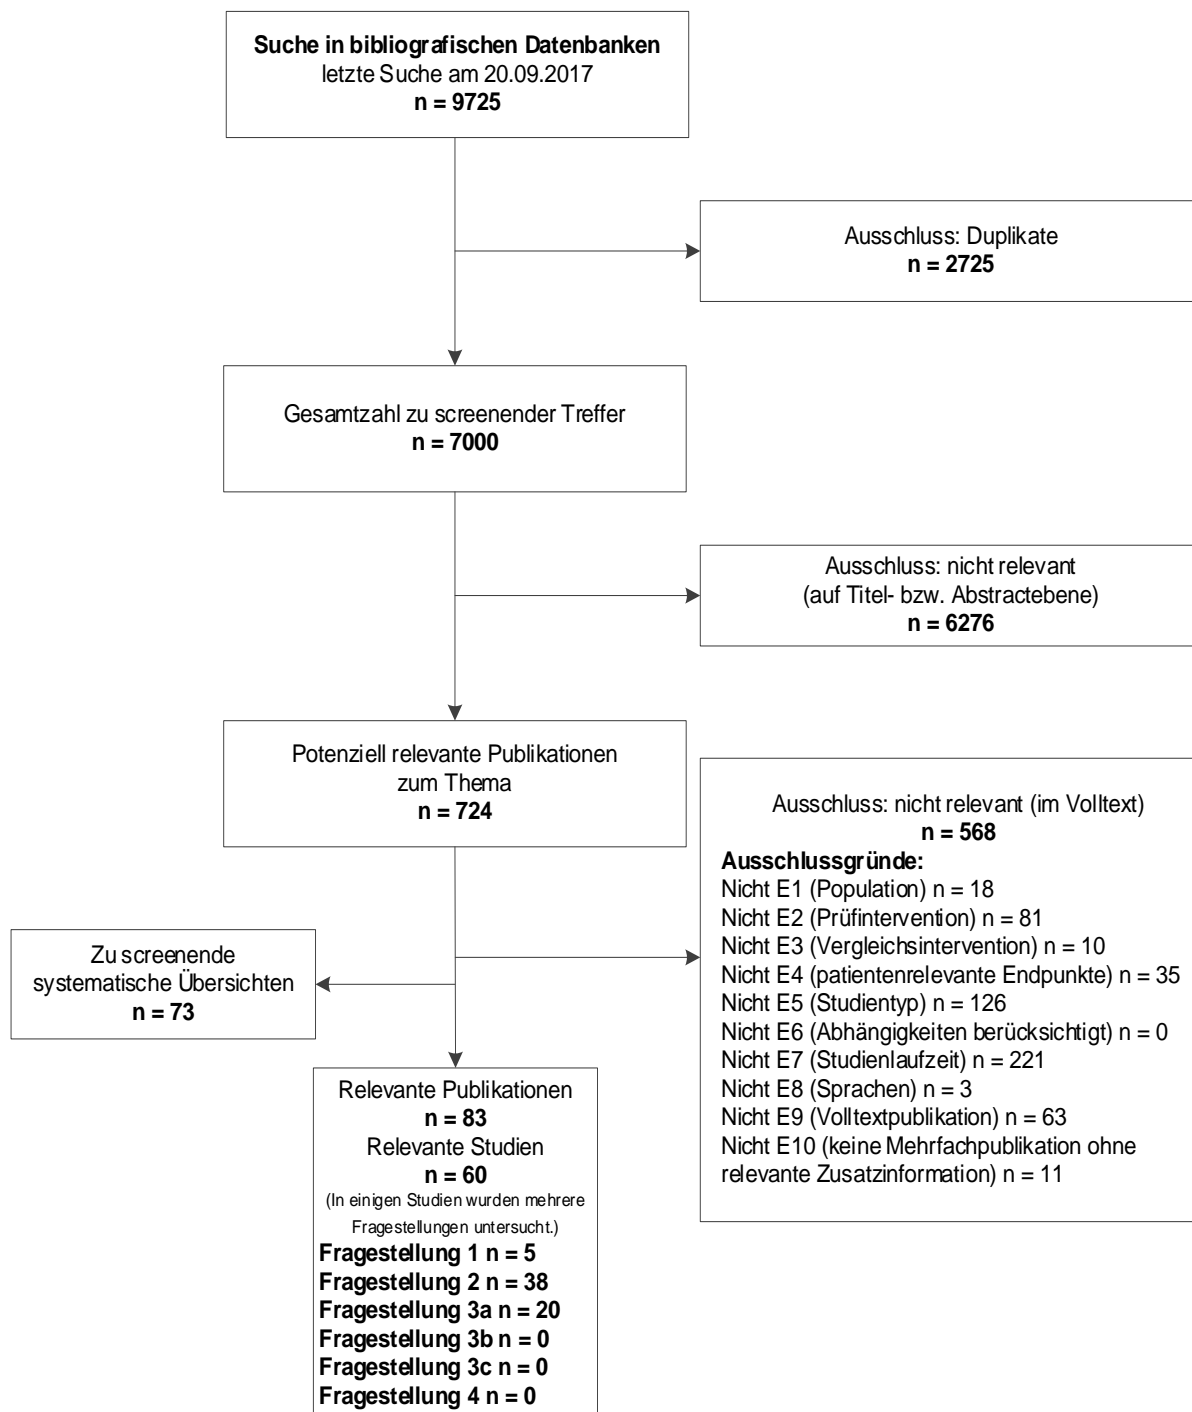 Suche in bibliografischen Datenbanken
letzte Suche am 20.09.2017
n = 9725
Ausschluss: Duplikate
n = 2725
Gesamtzahl zu screenender Treffer
n = 7000
Ausschluss: nicht relevant
(auf Titel- bzw. Abstractebene)
n = 6276
Potenziell relevante Publikationen
zum Thema
n = 724
Ausschluss: nicht relevant (im Volltext)
n = 568
Ausschlussgründe:
Nicht E1 (Population) n = 18
Nicht E2 (Prüfintervention) n = 81
Nicht E3 (Vergleichsintervention) n = 10
Nicht E4 (patientenrelevante Endpunkte) n = 35
Nicht E5 (Studientyp) n = 126
Nicht E6 (Abhängigkeiten berücksichtigt) n = 0
Nicht E7 (Studienlaufzeit) n = 221
Nicht E8 (Sprachen) n = 3
Nicht E9 (Volltextpublikation) n = 63
Nicht E10 (keine Mehrfachpublikation ohne
relevante Zusatzinformation) n = 11
Zu screenende
systematische Übersichten
n = 73
Relevante Publikationen
n = 83
Relevante Studien
n = 60
(In einigen Studien wurden mehrere
Fragestellungen untersucht.)
Fragestellung 1 n = 5
Fragestellung 2 n = 38
Fragestellung 3a n = 20
Fragestellung 3b n = 0
Fragestellung 3c n = 0
Fragestellung 4 n = 0